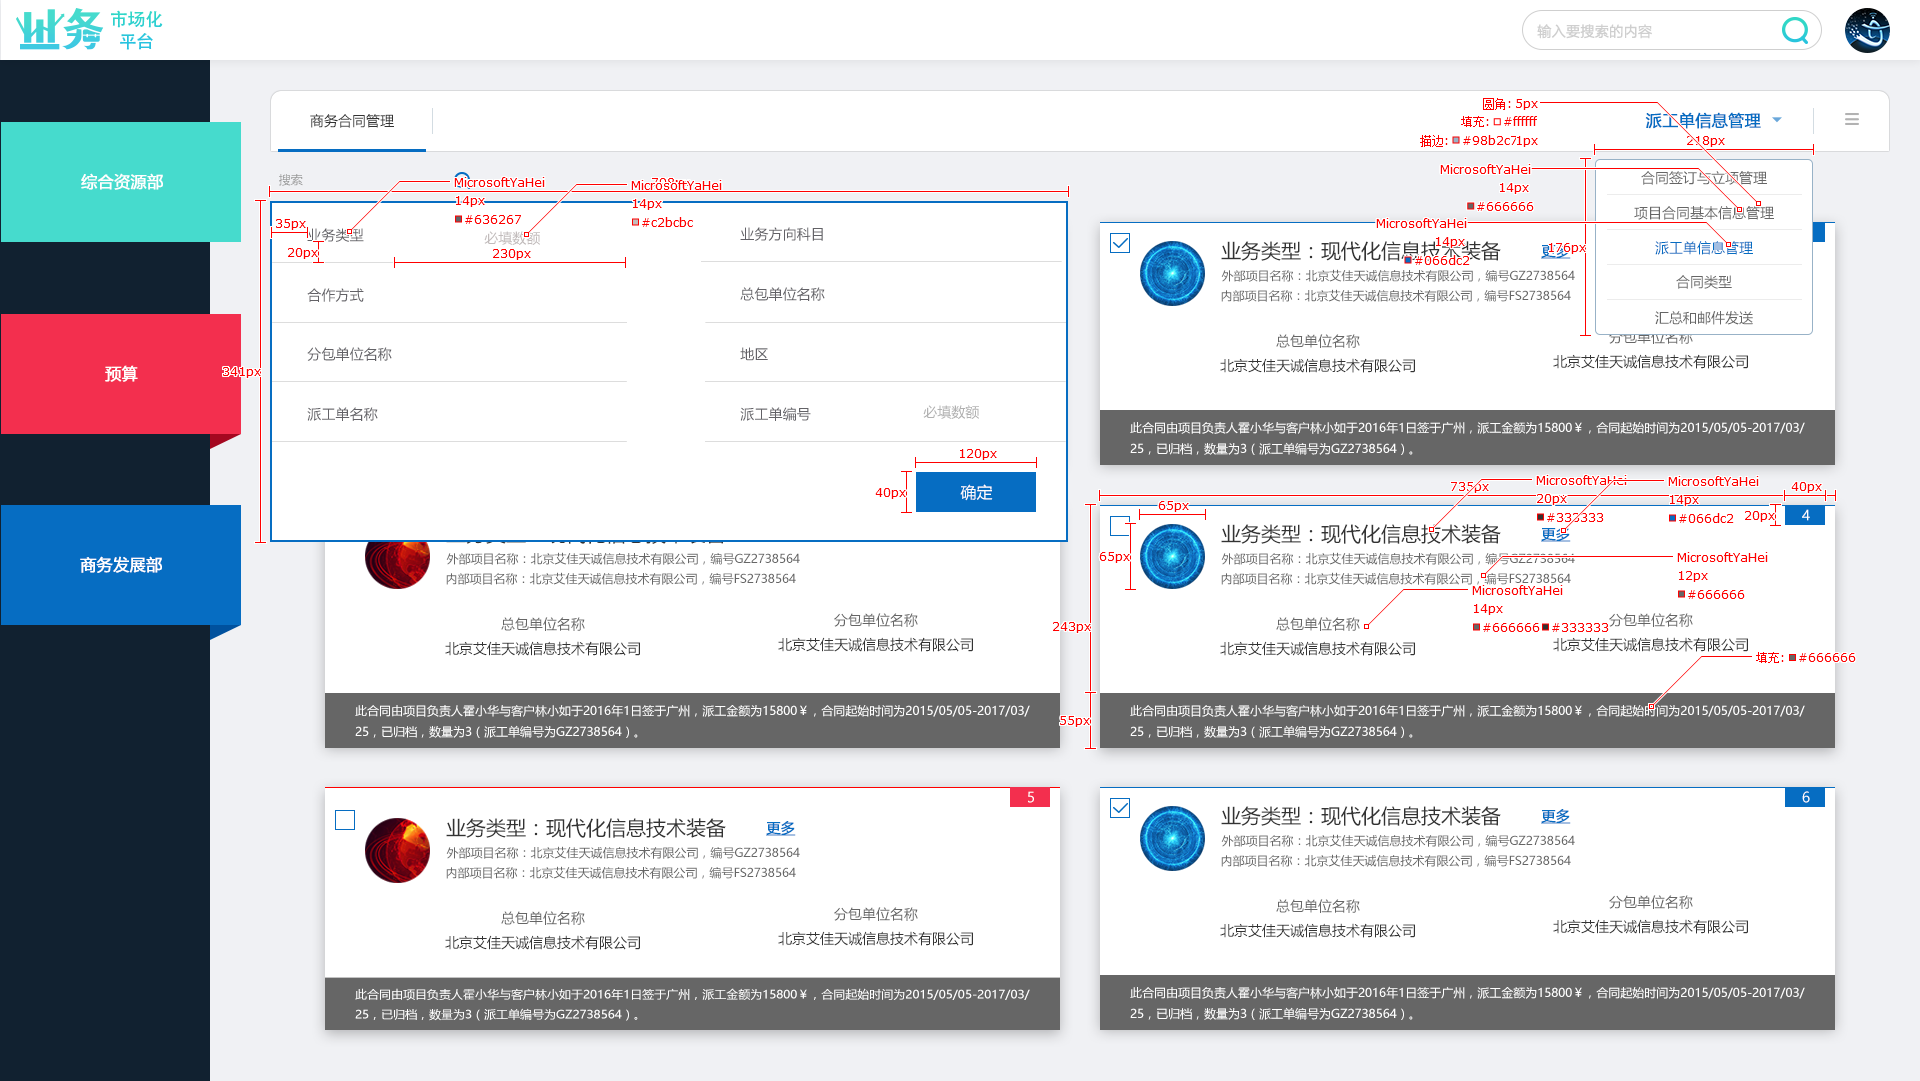 业务 市场化
平台
输入要搜索的内容
综合资源部
预算
商务发展部
商务合同管理
派工单信息管理
圆角: 5px
填充: #ffffff
描边: #98b2c7 1px
218px
MicrosoftYaHei
14px
#666666
MicrosoftYaHei
14px
#066dc2
176px
合同签订与立项管理
项目合同基本信息管理
派工单信息管理
合同类型
汇总和邮件发送
搜索
MicrosoftYaHei
14px
#636267
MicrosoftYaHei
14px
#c2bcbc
35px
20px
230px
341px
业务类型
必填数额
业务方向科目
合作方式
总包单位名称
分包单位名称
地区
派工单名称
派工单编号
必填数额
120px
40px
确定
业务类型：现代化信息技术装备
更多
外部项目名称：北京艾佳天诚信息技术有限公司，编号GZ2738564
内部项目名称：北京艾佳天诚信息技术有限公司，编号FS2738564
总包单位名称
北京艾佳天诚信息技术有限公司
分包单位名称
北京艾佳天诚信息技术有限公司
此合同由项目负责人霍小华与客户林小如于2016年1日签于广州，派工金额为15800￥，合同起始时间为2015/05/05-2017/03/
25，已归档，数量为3（派工单编号为GZ2738564）。
外部项目名称：北京艾佳天诚信息技术有限公司，编号GZ2738564
内部项目名称：北京艾佳天诚信息技术有限公司，编号FS2738564
总包单位名称
北京艾佳天诚信息技术有限公司
分包单位名称
北京艾佳天诚信息技术有限公司
此合同由项目负责人霍小华与客户林小如于2016年1日签于广州，派工金额为15800￥，合同起始时间为2015/05/05-2017/03/
25，已归档，数量为3（派工单编号为GZ2738564）。
735px
MicrosoftYaHei
20px
#333333
MicrosoftYaHei
14px
#066dc2
40px
20px
4
65px
65px
243px
55px
业务类型：现代化信息技术装备
更多
外部项目名称：北京艾佳天诚信息技术有限公司，编号GZ2738564
内部项目名称：北京艾佳天诚信息技术有限公司，编号FS2738564
MicrosoftYaHei
12px
#666666
MicrosoftYaHei
14px
#666666 #333333
总包单位名称
北京艾佳天诚信息技术有限公司
分包单位名称
北京艾佳天诚信息技术有限公司
填充: #666666
此合同由项目负责人霍小华与客户林小如于2016年1日签于广州，派工金额为15800￥，合同起始时间为2015/05/05-2017/03/
25，已归档，数量为3（派工单编号为GZ2738564）。
5
业务类型：现代化信息技术装备
更多
外部项目名称：北京艾佳天诚信息技术有限公司，编号GZ2738564
内部项目名称：北京艾佳天诚信息技术有限公司，编号FS2738564
总包单位名称
北京艾佳天诚信息技术有限公司
分包单位名称
北京艾佳天诚信息技术有限公司
此合同由项目负责人霍小华与客户林小如于2016年1日签于广州，派工金额为15800￥，合同起始时间为2015/05/05-2017/03/
25，已归档，数量为3（派工单编号为GZ2738564）。
6
业务类型：现代化信息技术装备
更多
外部项目名称：北京艾佳天诚信息技术有限公司，编号GZ2738564
内部项目名称：北京艾佳天诚信息技术有限公司，编号FS2738564
总包单位名称
北京艾佳天诚信息技术有限公司
分包单位名称
北京艾佳天诚信息技术有限公司
此合同由项目负责人霍小华与客户林小如于2016年1日签于广州，派工金额为15800￥，合同起始时间为2015/05/05-2017/03/
25，已归档，数量为3（派工单编号为GZ2738564）。